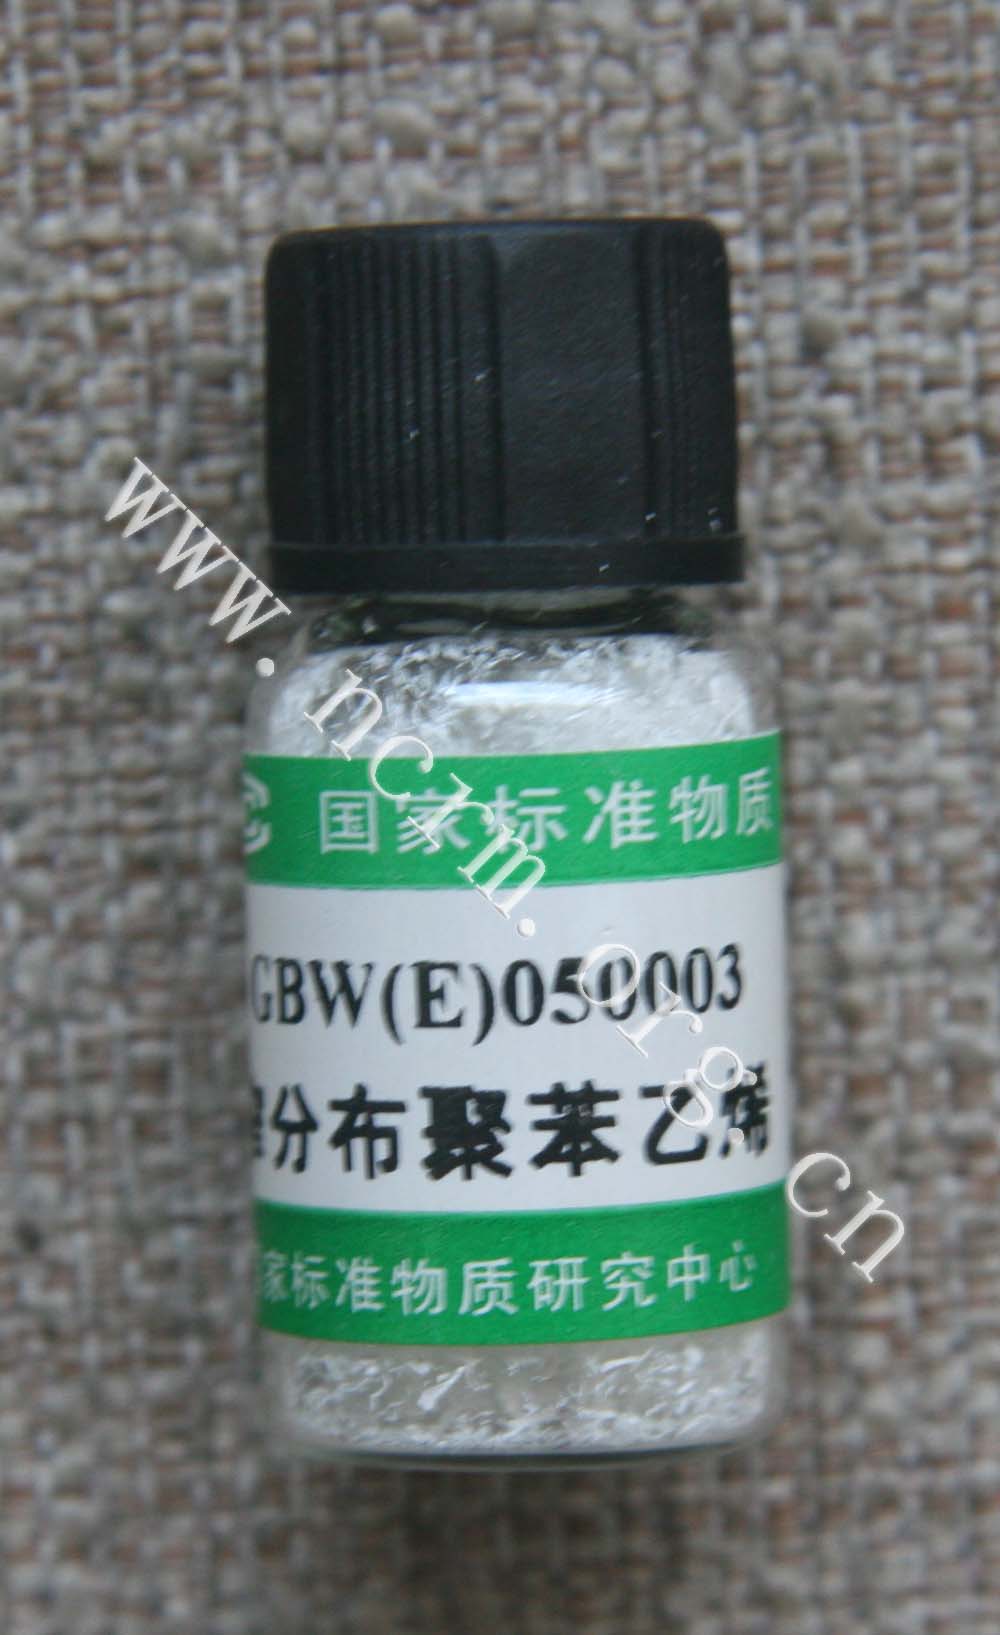 国家标准物质
GBW(E)050003
分布聚苯乙烯
家标准物质研究中心
www.ncrm.org.cn